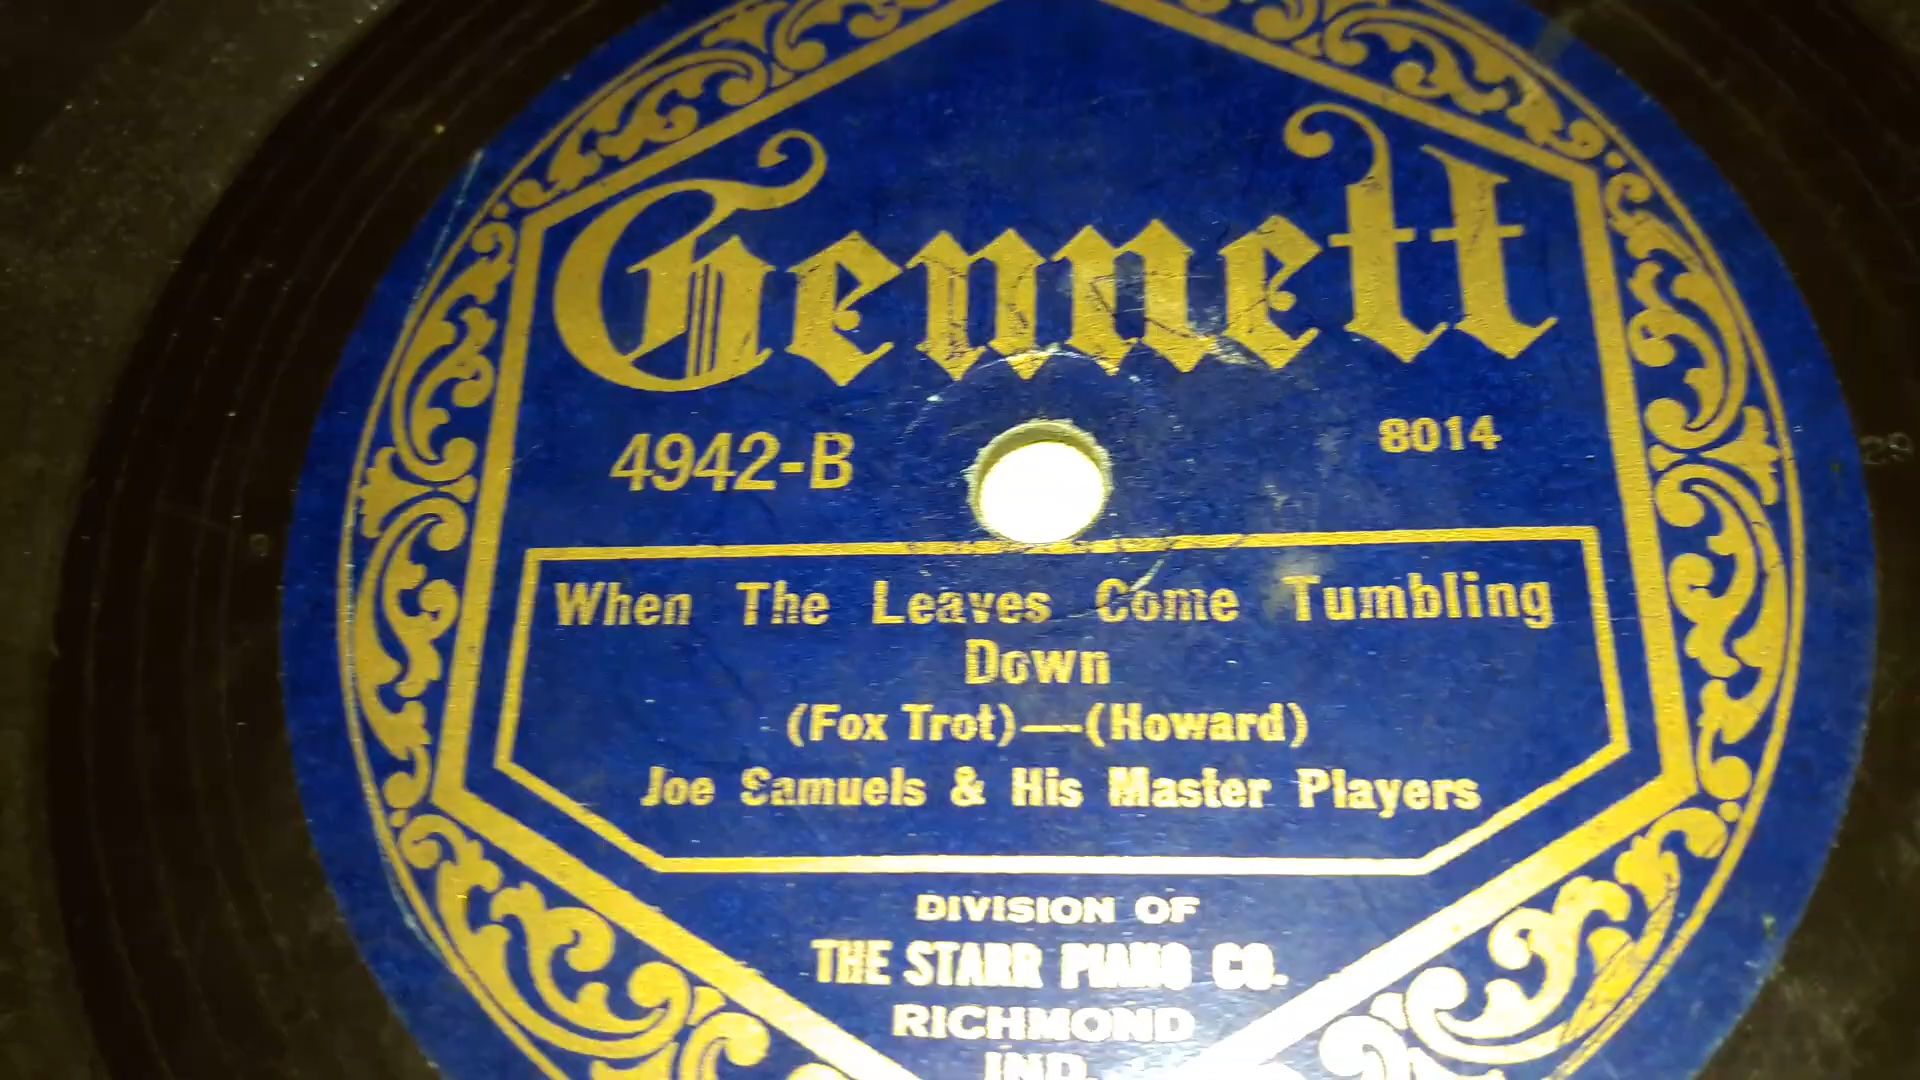 Gennett
4942-B
8014
When The Leaves Come Tumbling
Down
(Fox Trot)—(Howard)
Joe Samuels & His Master Players
DIVISION OF
THE STARR PIANO CO.
RICHMOND
IND.